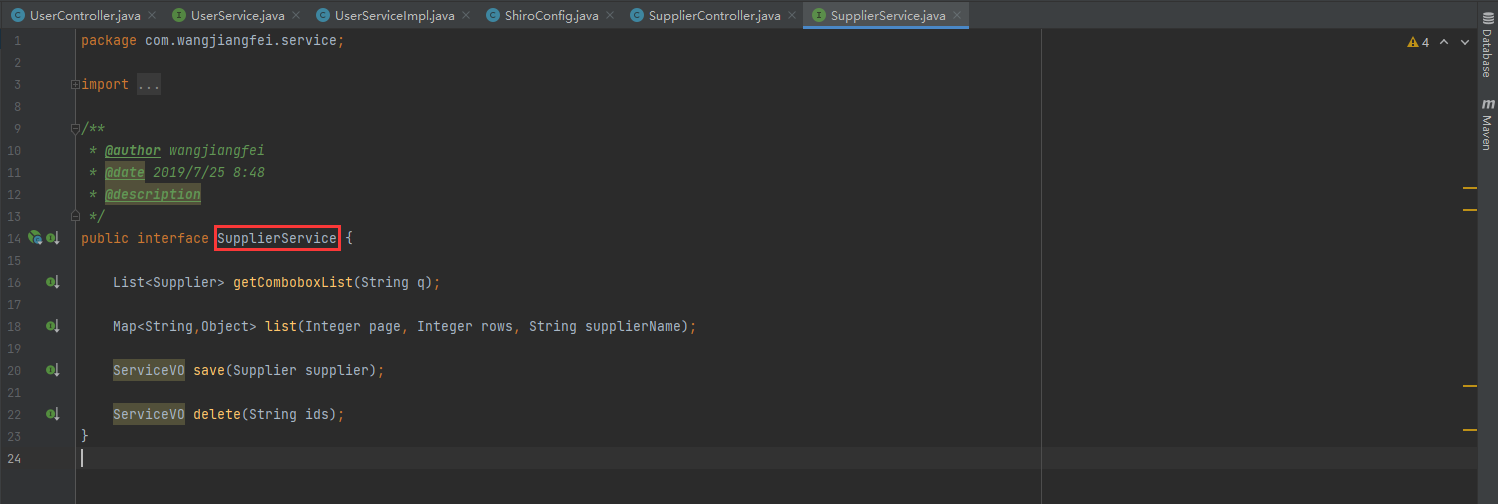 UserController.java UserService.java UserServiceImpl.java ShiroConfig.java SupplierController.java SupplierService.java
1 package com.wangjiangfei.service;
4
2
3 import ...
8
9 /**
10 * @author wangjiangfei
11 * @date 2019/7/25 8:48
12 * @description
13 */
14 public interface SupplierService {
15
16 List<Supplier> getComboboxList(String q);
17
18 Map<String,Object> list(Integer page, Integer rows, String supplierName);
19
20 ServiceVO save(Supplier supplier);
21
22 ServiceVO delete(String ids);
23 }
24
Database
m Maven